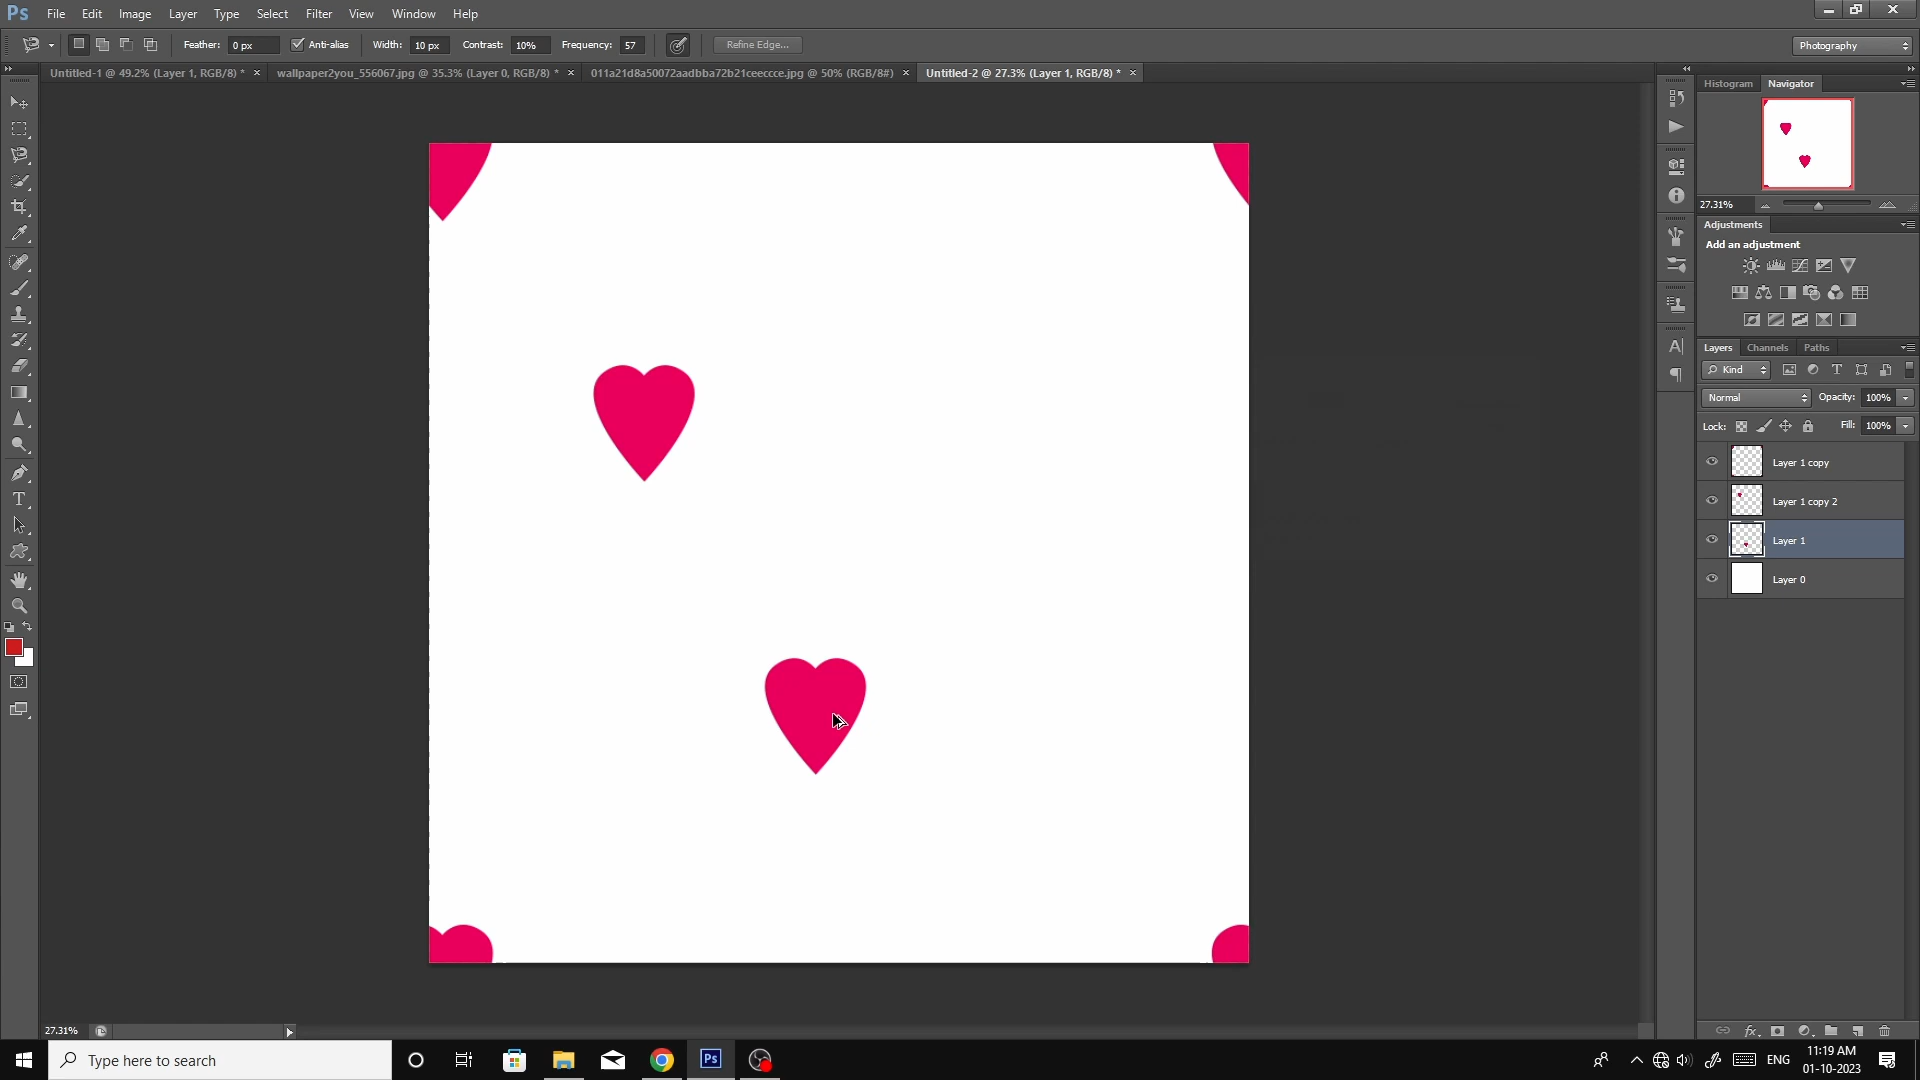 Ps File Edit Image Layer Type Select Filter View Window Help
Feather: 0 px Anti-alias Width: 10 px Contrast: 10% Frequency: 57 Refine Edge... Photography
Untitled-1 @ 49.2% (Layer 1, RGB/8) * × wallpaper2you_556067.jpg @ 35.3% (Layer 0, RGB/8) * × 011a21d8a50072aadbba72b21ceeccce.jpg @ 50% (RGB/8#) × Untitled-2 @ 27.3% (Layer 1, RGB/8) * ×
Histogram Navigator
27.31%
Adjustments
Add an adjustment
Layers Channels Paths
Kind
Normal Opacity: 100%
Lock: Fill: 100%
Layer 1 copy
Layer 1 copy 2
Layer 1
Layer 0
27.31%
Type here to search
Ps
ENG
11:19 AM
01-10-2023